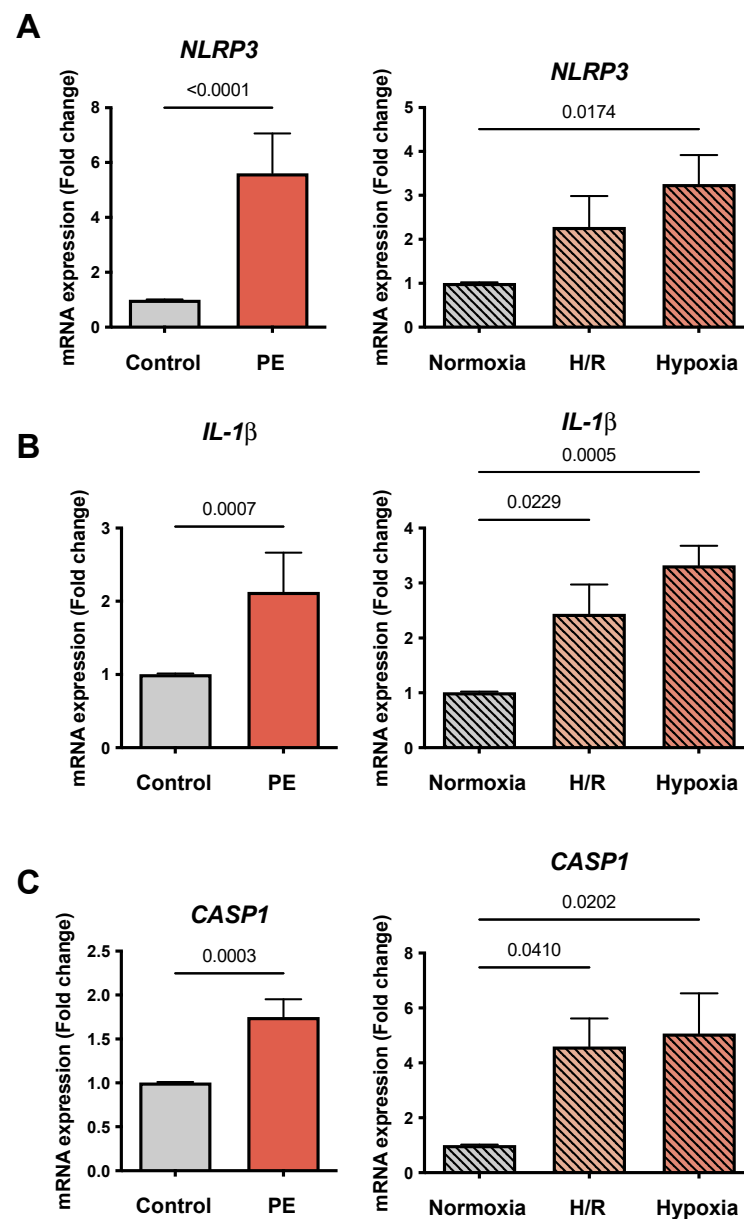 A
NLRP3
<0.0001
mRNA expression (Fold change)
8
6
4
2
0
Control PE
NLRP3
0.0174
mRNA expression (Fold change)
5
4
3
2
1
0
Normoxia H/R Hypoxia
B
IL-1β
0.0007
mRNA expression (Fold change)
3
2
1
0
Control PE
IL-1β
0.0005
0.0229
mRNA expression (Fold change)
4
3
2
1
0
Normoxia H/R Hypoxia
C
CASP1
0.0003
mRNA expression (Fold change)
2.5
2.0
1.5
1.0
0.5
0.0
Control PE
CASP1
0.0202
0.0410
mRNA expression (Fold change)
8
6
4
2
0
Normoxia H/R Hypoxia